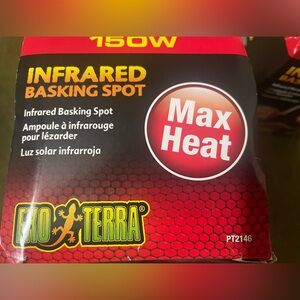 150W
INFRARED
BASKING SPOT
Infrared Basking Spot
Ampoule à infrarouge
pour lézarder
Luz solar infrarroja
Max
Heat
EXO TERRA®
PT2146